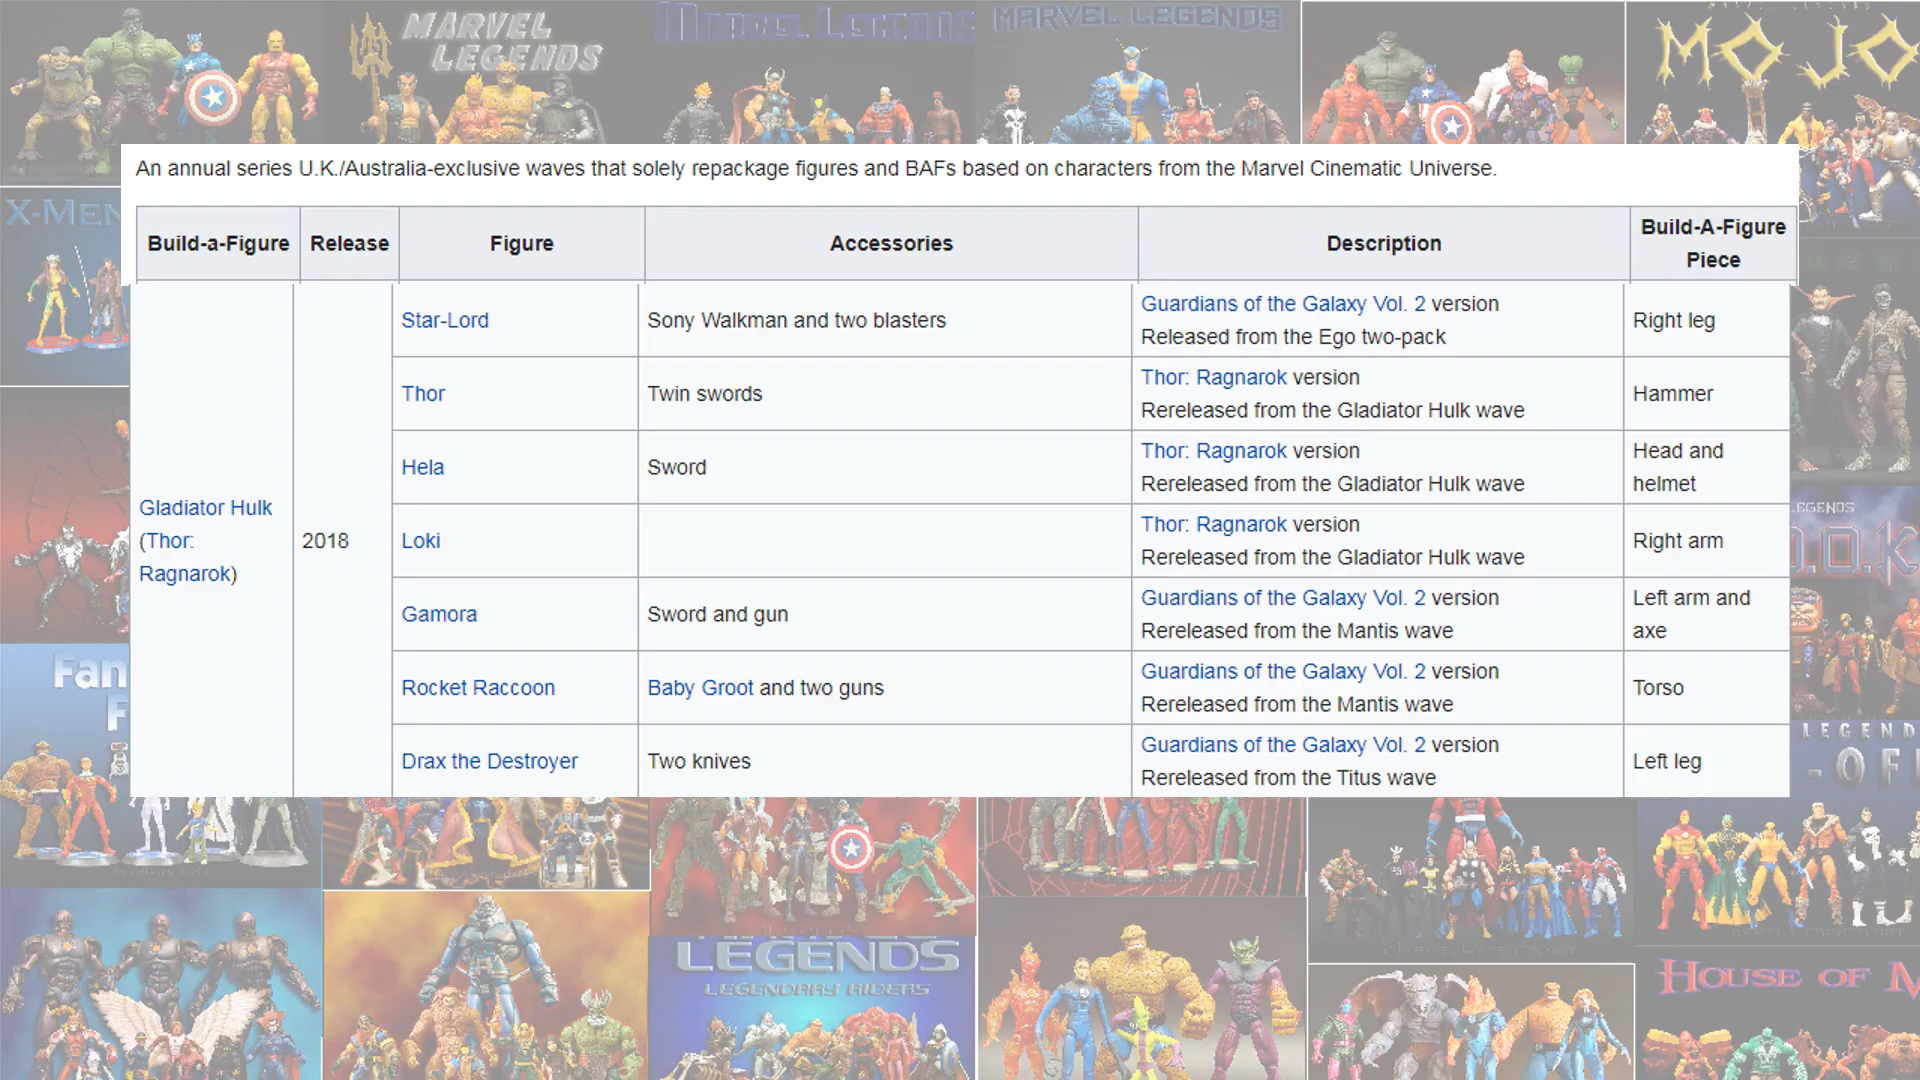 MARVEL
LEGENDS
MARVEL LEGENDS
MARVEL LEGENDS
MOJO
An annual series U.K./Australia-exclusive waves that solely repackage figures and BAFs based on characters from the Marvel Cinematic Universe.
X-MEN
Build-a-Figure Release Figure Accessories Description Build-A-Figure
Piece
Star-Lord Sony Walkman and two blasters Guardians of the Galaxy Vol. 2 version Right leg
Released from the Ego two-pack
Thor Twin swords Thor: Ragnarok version Hammer
Rereleased from the Gladiator Hulk wave
Hela Sword Thor: Ragnarok version Head and
Rereleased from the Gladiator Hulk wave helmet
Gladiator Hulk
(Thor:
Ragnarok)
2018
Loki Thor: Ragnarok version Right arm
Rereleased from the Gladiator Hulk wave
Gamora Sword and gun Guardians of the Galaxy Vol. 2 version Left arm and
Rereleased from the Mantis wave axe
Rocket Raccoon Baby Groot and two guns Guardians of the Galaxy Vol. 2 version Torso
Rereleased from the Mantis wave
Drax the Destroyer Two knives Guardians of the Galaxy Vol. 2 version Left leg
Rereleased from the Titus wave
EGENDS
O.K
Fan
F
LEGEND
-OF
LEGENDS
LEGENDARY RIDERS
HOUSE OF M